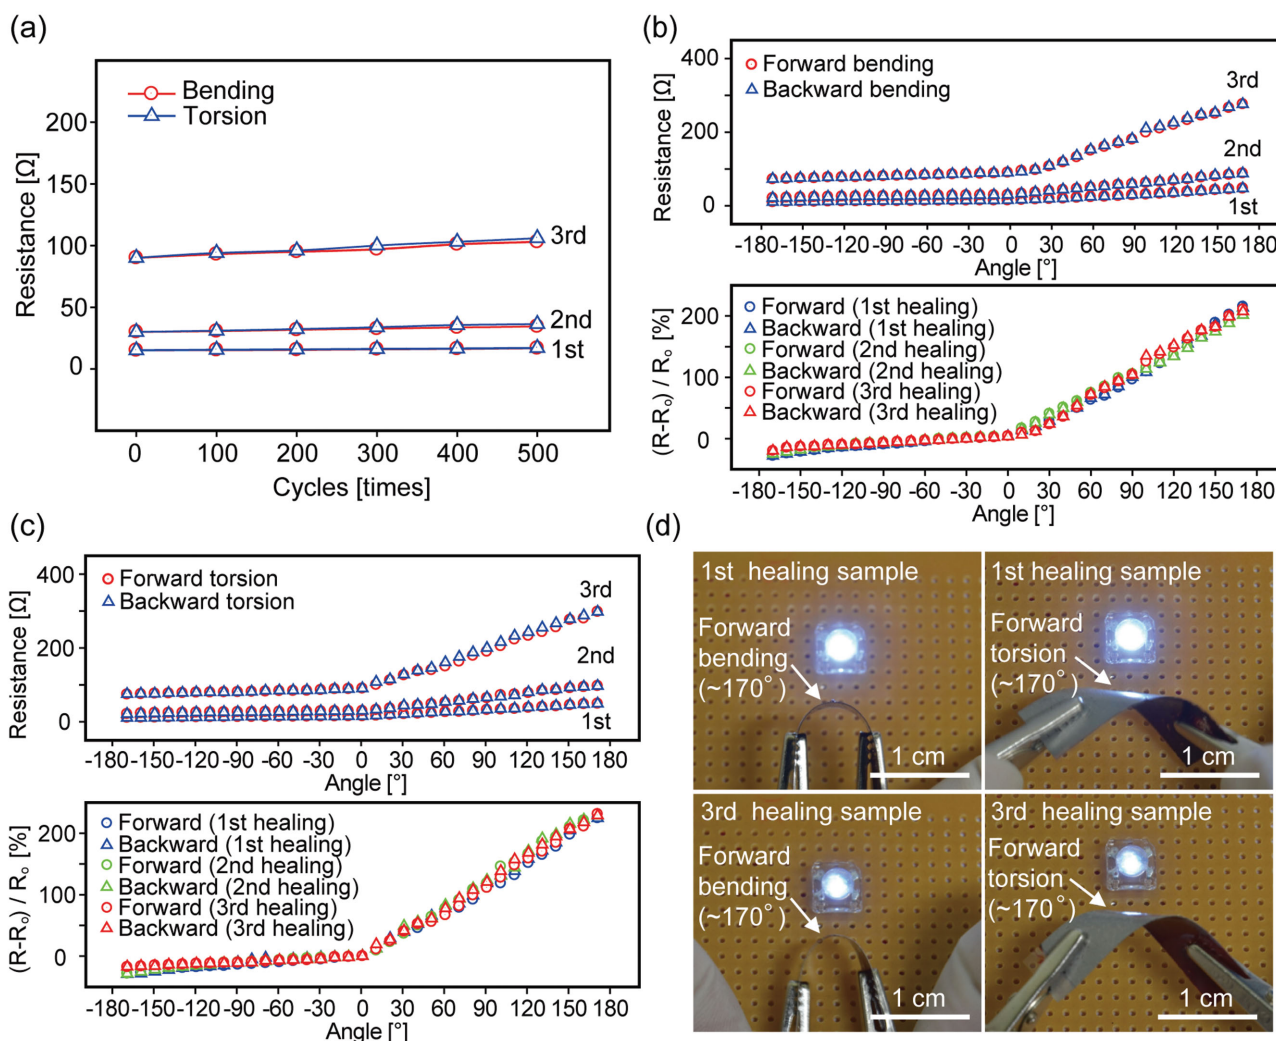 (a)
Bending
Torsion
200
150
100
50
0
Resistance [Ω]
3rd
2nd
1st
0 100 200 300 400 500
Cycles [times]
(b)
Forward bending
Backward bending
400
200
0
Resistance [Ω]
3rd
2nd
1st
-180 -150 -120 -90 -60 -30 0 30 60 90 120 150 180
Angle [°]
Forward (1st healing)
Backward (1st healing)
Forward (2nd healing)
Backward (2nd healing)
Forward (3rd healing)
Backward (3rd healing)
200
100
0
(R-Ro) / Ro [%]
-180 -150 -120 -90 -60 -30 0 30 60 90 120 150 180
Angle [°]
(c)
Forward torsion
Backward torsion
400
200
0
Resistance [Ω]
3rd
2nd
1st
-180 -150 -120 -90 -60 -30 0 30 60 90 120 150 180
Angle [°]
Forward (1st healing)
Backward (1st healing)
Forward (2nd healing)
Backward (2nd healing)
Forward (3rd healing)
Backward (3rd healing)
200
100
0
(R-Ro) / Ro [%]
-180 -150 -120 -90 -60 -30 0 30 60 90 120 150 180
Angle [°]
(d)
1st healing sample
Forward
bending
(~170°)
1 cm
1st healing sample
Forward
torsion
(~170°)
1 cm
3rd healing sample
Forward
bending
(~170°)
1 cm
3rd healing sample
Forward
torsion
(~170°)
1 cm